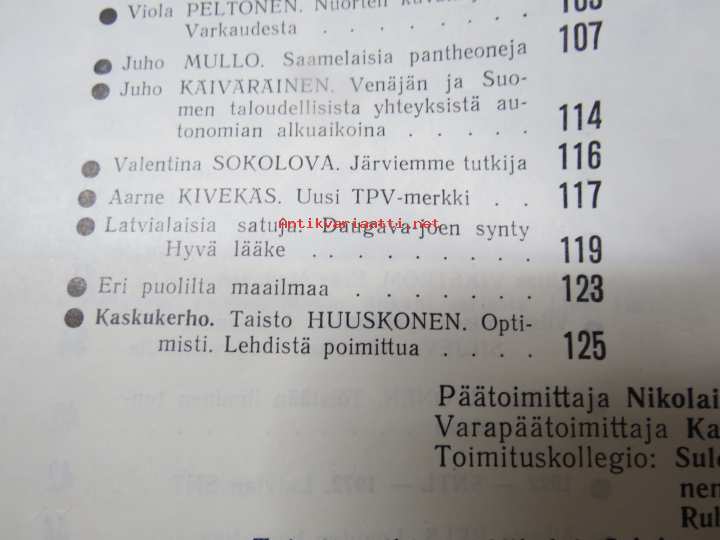 Viola PELTONEN. Nuorten
Varkaudesta . . . . . . 103
Juho MULLO. Saamelaisia pantheoneja 107
Juho KÄIVÄRÄINEN. Venäjän ja Suo-
men taloudellisista yhteyksistä au-
tonomian alkuaikoina . . . . . 114
Valentina SOKOLOVA. Järviemme tutkija 116
Aarne KIVEKÄS. Uusi TPV-merkki . . 117
Latvialaisia satuja. Daugava-joen synty
Antikvariaatti.net
Hyvä lääke . . . . . . . . 119
Eri puolilta maailmaa . . . . . . 123
Kaskukerho. Taisto HUUSKONEN. Opti-
misti. Lehdistä poimittua . . . . 125
Päätoimittaja Nikolai
Varapäätoimittaja Ka
Toimituskollegio: Sul
nen
Rul